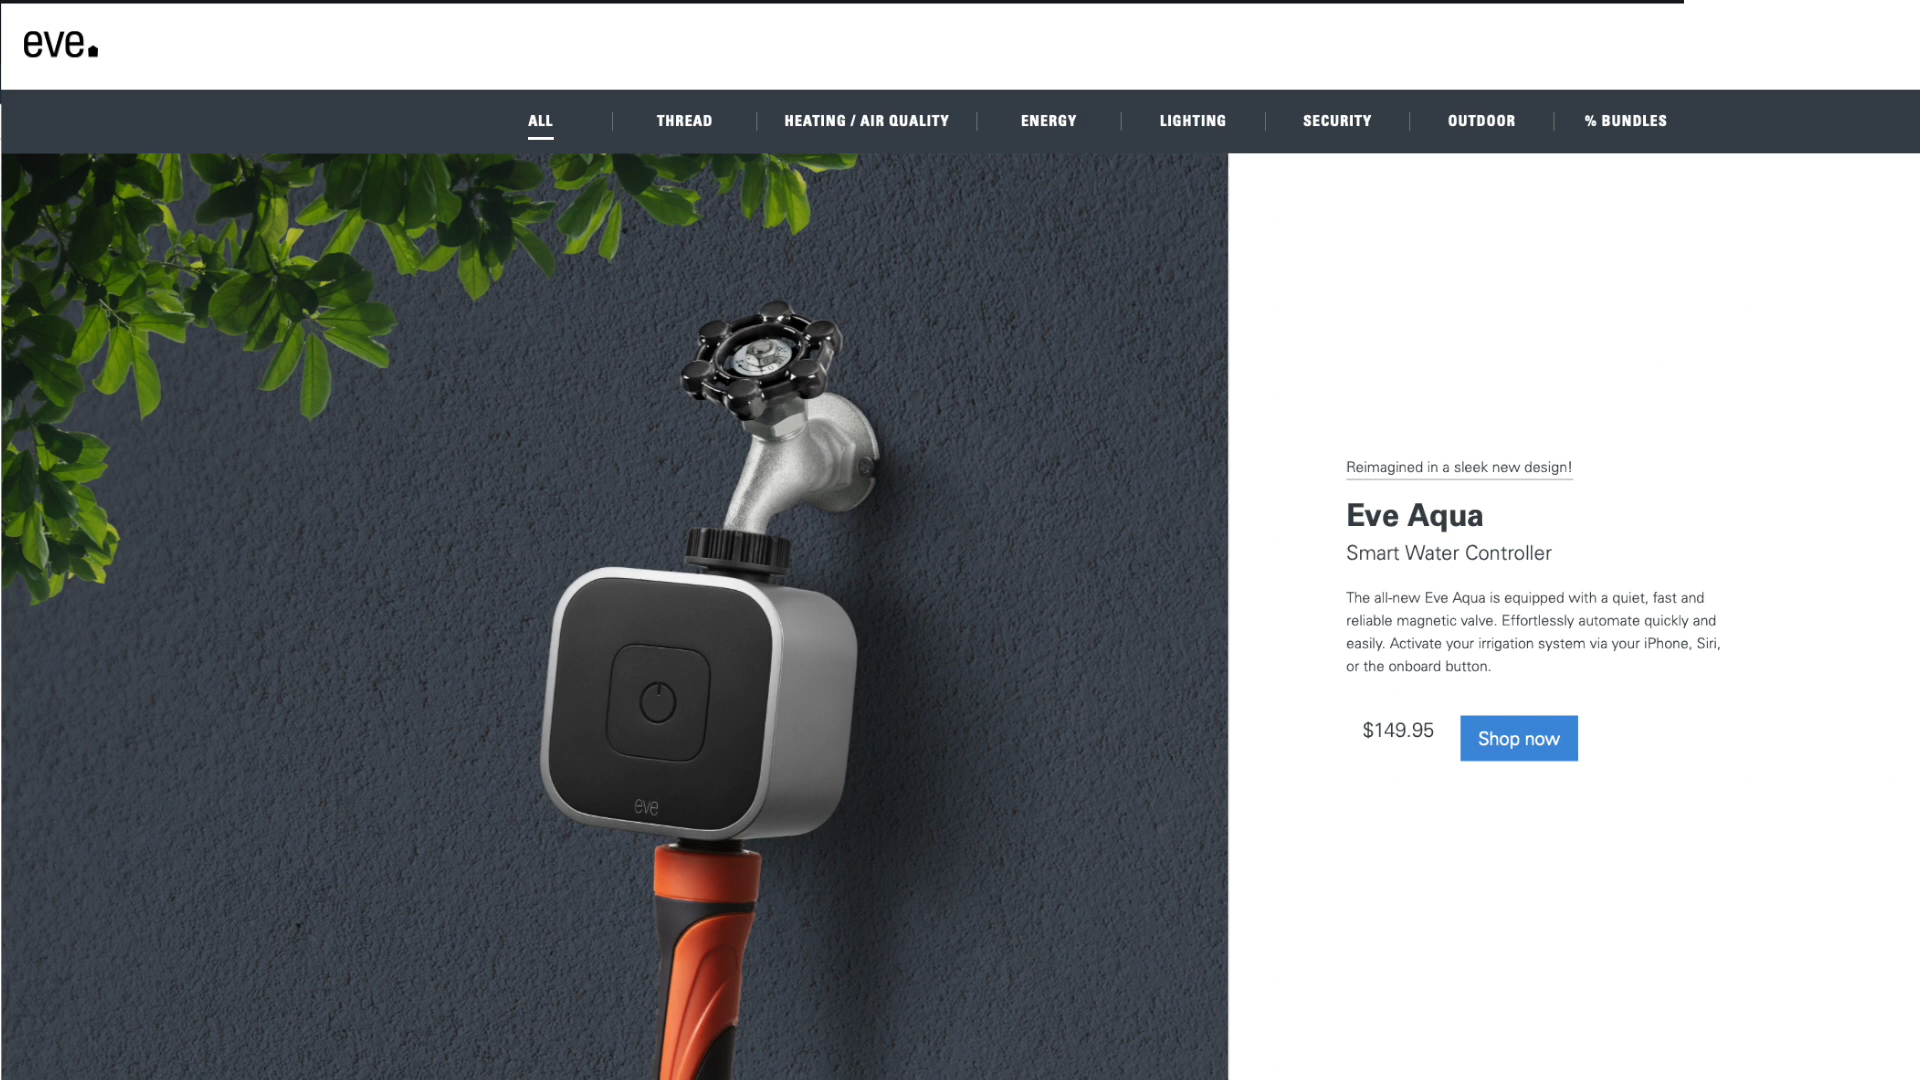 eve
ALL
THREAD
HEATING / AIR QUALITY
ENERGY
LIGHTING
SECURITY
OUTDOOR
% BUNDLES
Reimagined in a sleek new design!
Eve Aqua
Smart Water Controller
The all-new Eve Aqua is equipped with a quiet, fast and
reliable magnetic valve. Effortlessly automate quickly and
easily. Activate your irrigation system via your iPhone, Siri,
or the onboard button.
$149.95
Shop now
eve